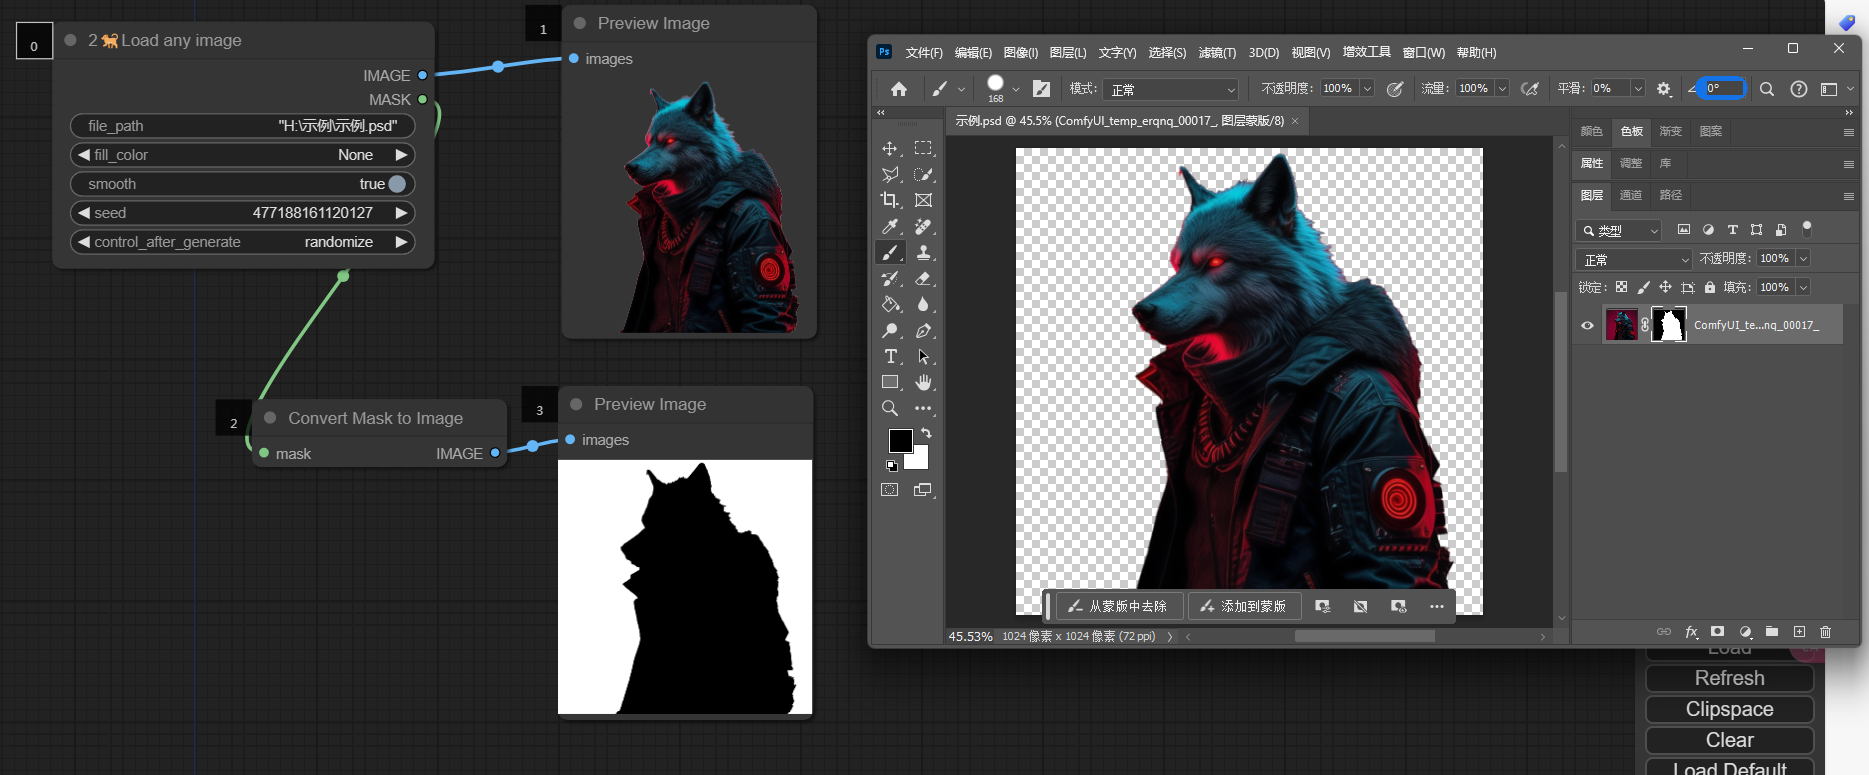 0
2🐕Load any image
IMAGE
MASK
file_path "H:\示例\示例.psd"
fill_color None
smooth true
seed 477188161120127
control_after_generate randomize
1
Preview Image
images
2
Convert Mask to Image
mask IMAGE
3
Preview Image
images
Ps 文件(F) 编辑(E) 图像(I) 图层(L) 文字(Y) 选择(S) 滤镜(T) 3D(D) 视图(V) 增效工具 窗口(W) 帮助(H)
168 模式: 正常 不透明度: 100% 流量: 100% 平滑: 0% 0°
示例.psd @ 45.5% (ComfyUI_temp_erqnq_00017_, 图层蒙版/8) ×
颜色 色板 渐变 图案
属性 调整 库
图层 通道 路径
类型
正常 不透明度: 100%
锁定: 填充: 100%
ComfyUI_te...nq_00017_
从蒙版中去除 添加到蒙版
45.53% 1024 像素 x 1024 像素 (72 ppi)
fx
Load
Refresh
Clipspace
Clear
Load Default